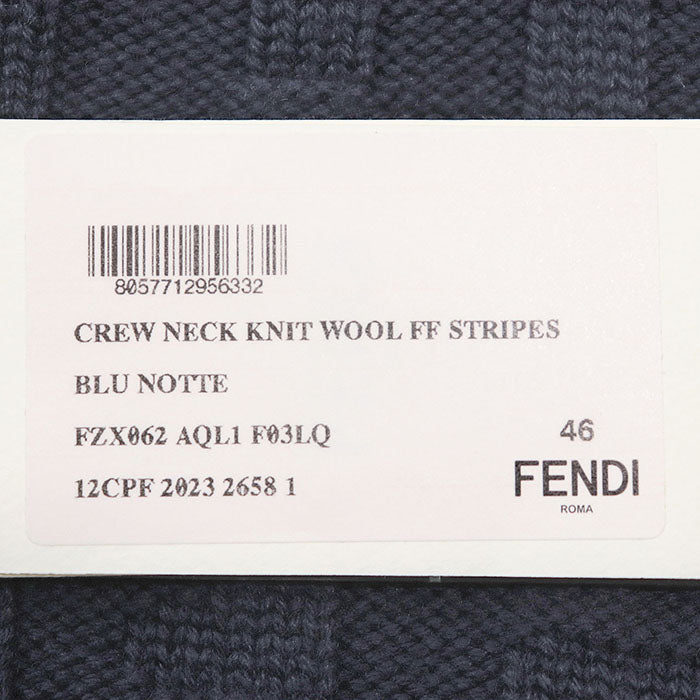 8057712956332
CREW NECK KNIT WOOL FF STRIPES
BLU NOTTE
FZX062 AQL1 F03LQ
12CPF 2023 2658 1
46
FENDI
ROMA